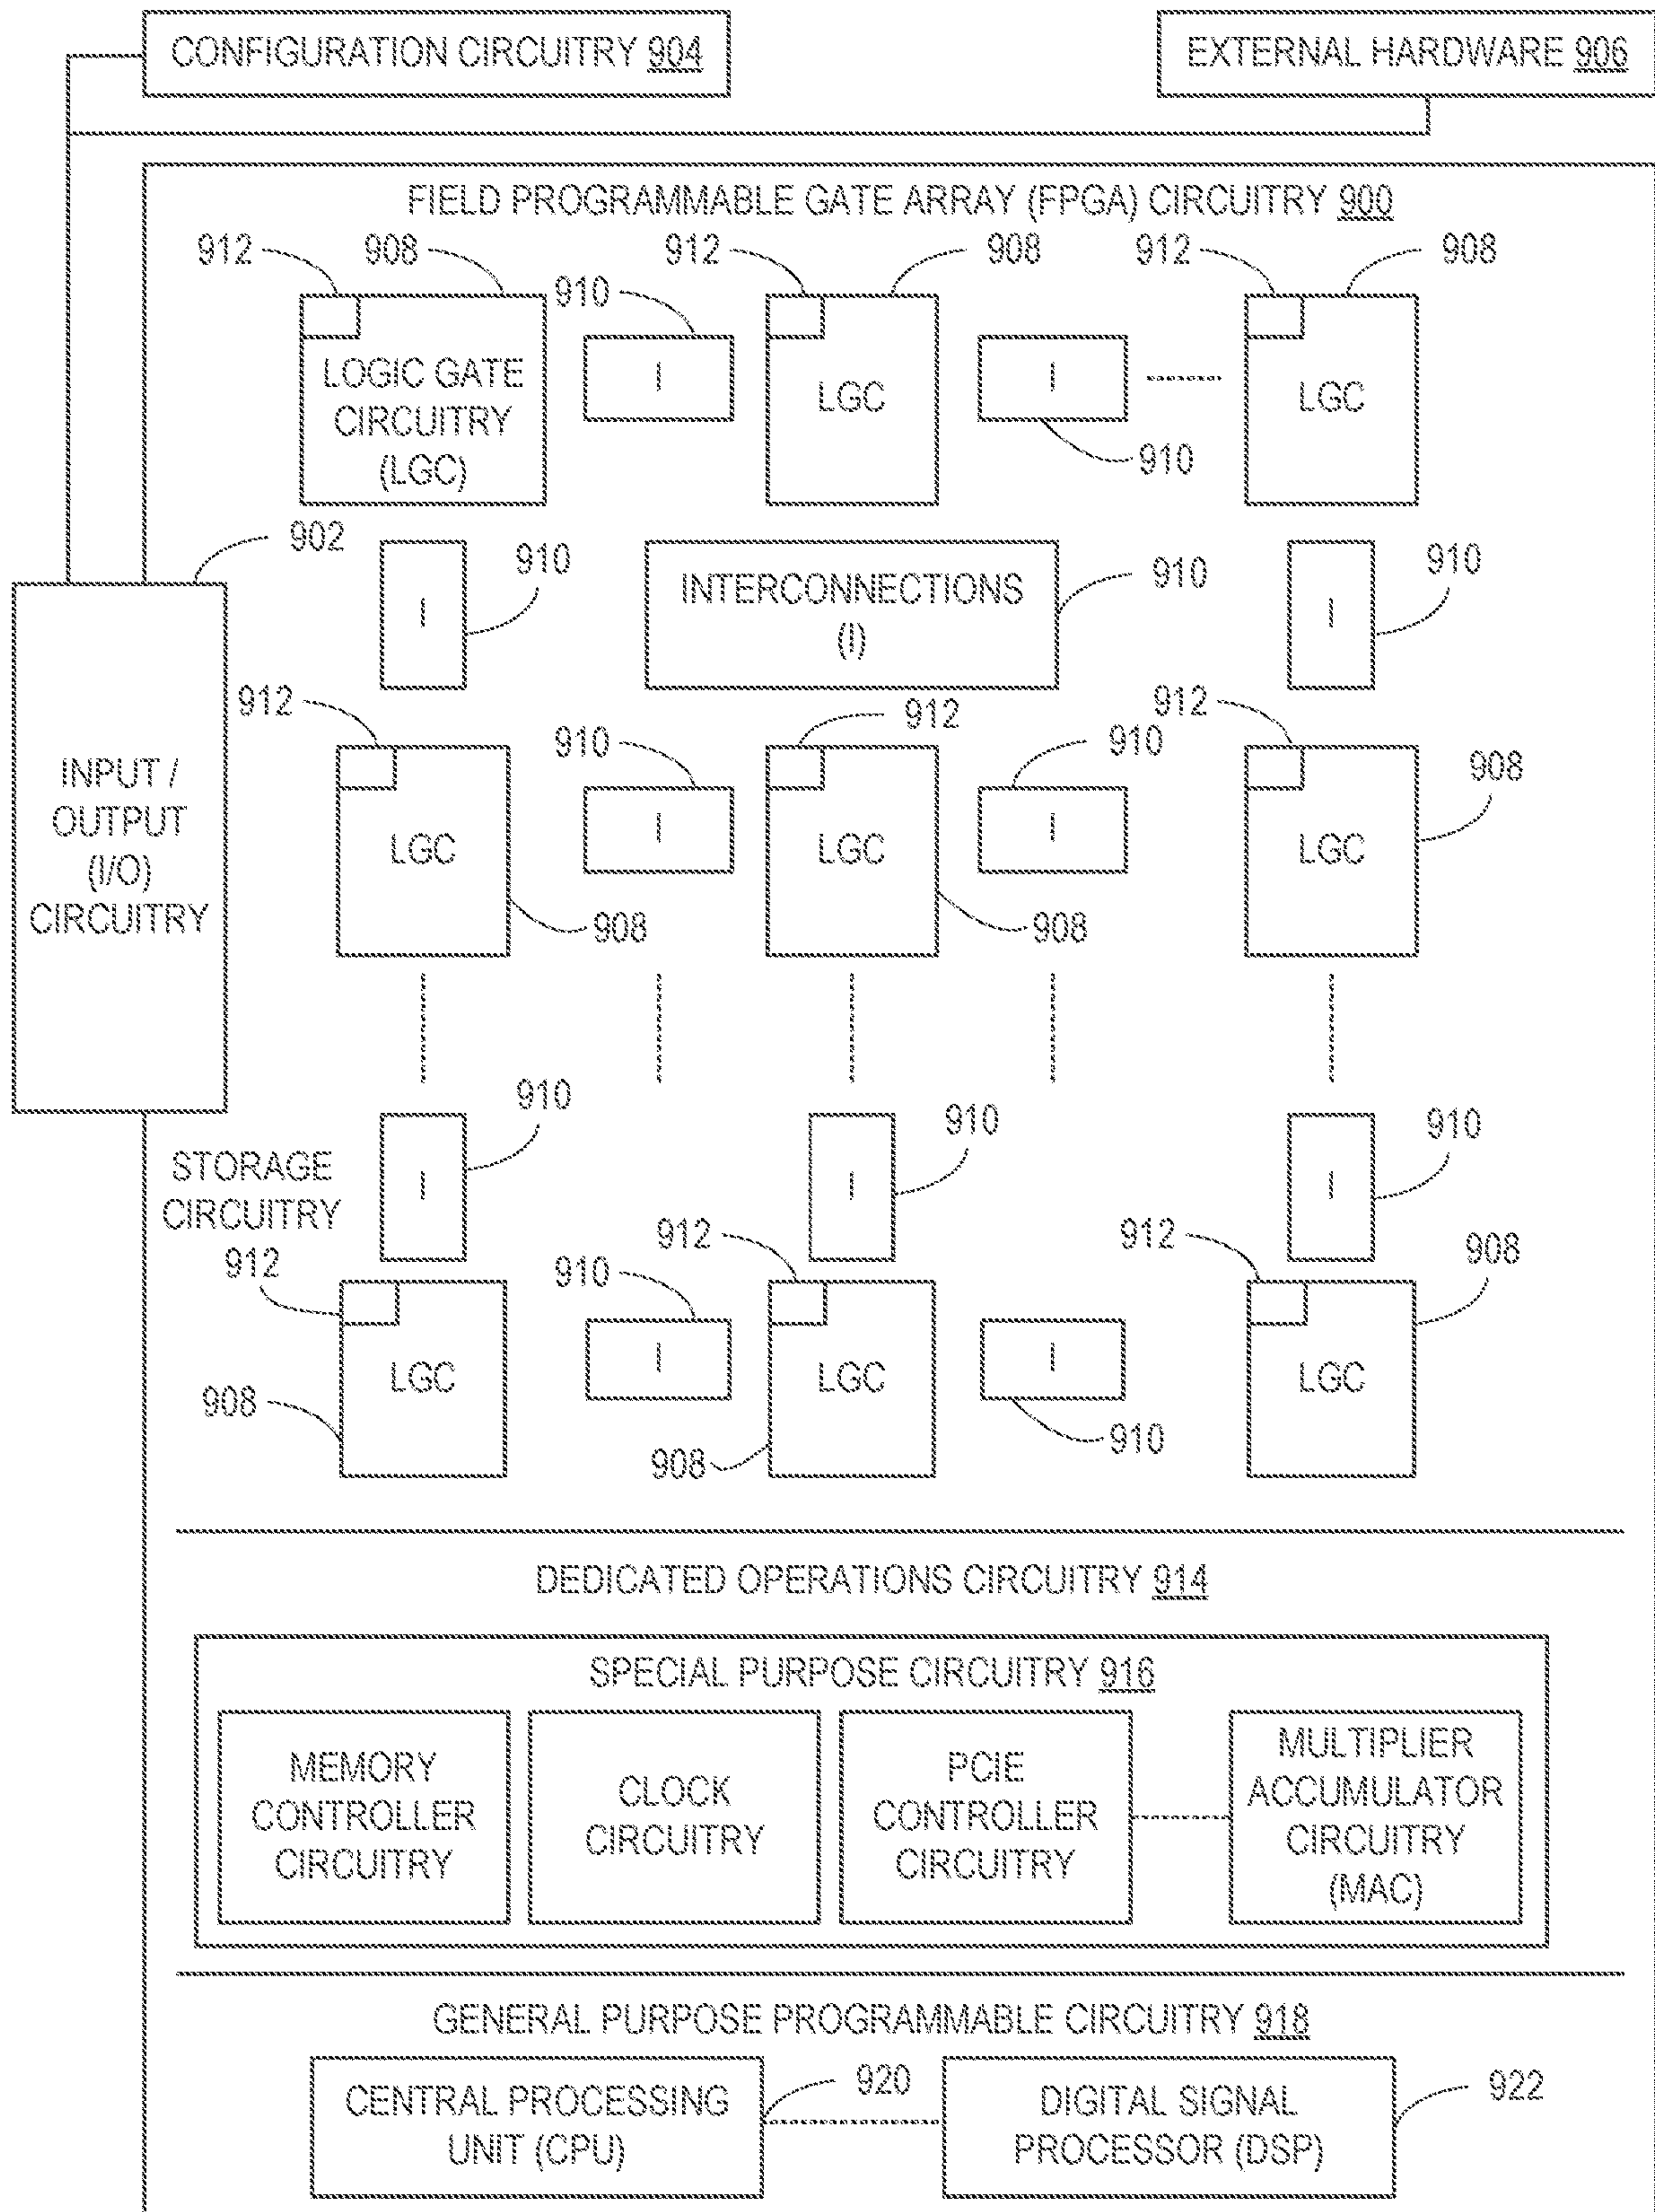 CONFIGURATION CIRCUITRY 904
EXTERNAL HARDWARE 906
FIELD PROGRAMMABLE GATE ARRAY (FPGA) CIRCUITRY 900
912
908
910
912
908
912
908
LOGIC GATE
CIRCUITRY
(LGC)
I
LGC
I
LGC
910
902
910
INTERCONNECTIONS
(I)
910
910
I
I
912
912
912
910
910
908
INPUT /
OUTPUT
(I/O)
CIRCUITRY
LGC
I
LGC
I
LGC
908
908
910
910
910
STORAGE
CIRCUITRY
912
I
I
I
910
912
912
908
LGC
I
LGC
I
LGC
908
908
910
DEDICATED OPERATIONS CIRCUITRY 914
SPECIAL PURPOSE CIRCUITRY 916
MEMORY
CONTROLLER
CIRCUITRY
CLOCK
CIRCUITRY
PCIE
CONTROLLER
CIRCUITRY
MULTIPLIER
ACCUMULATOR
CIRCUITRY
(MAC)
GENERAL PURPOSE PROGRAMMABLE CIRCUITRY 918
CENTRAL PROCESSING
UNIT (CPU)
920
DIGITAL SIGNAL
PROCESSOR (DSP)
922